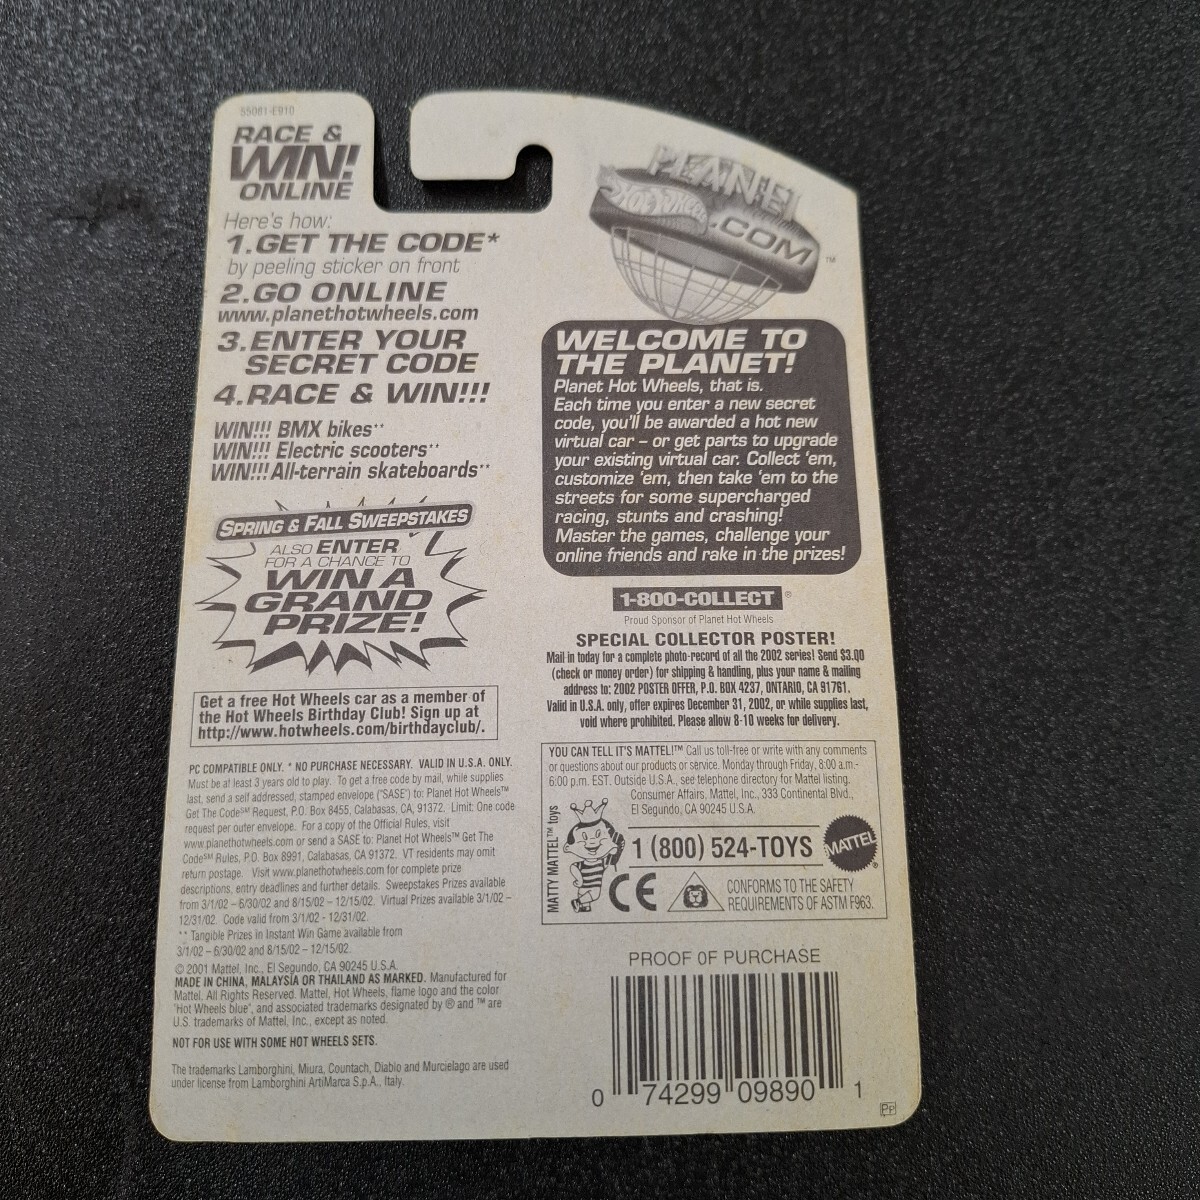 55081-E910
RACE &
WIN!
ONLINE
Here's how:
1.GET THE CODE*
by peeling sticker on front
2.GO ONLINE
www.planethotwheels.com
3.ENTER YOUR
SECRET CODE
4.RACE & WIN!!!
WIN!!! BMX bikes**
WIN!!! Electric scooters**
WIN!!! All-terrain skateboards**
SPRING & FALL SWEEPSTAKES
ALSO ENTER
FOR A CHANCE TO
WIN A
GRAND
PRIZE!
Get a free Hot Wheels car as a member of
the Hot Wheels Birthday Club! Sign up at
http://www.hotwheels.com/birthdayclub/.
PC COMPATIBLE ONLY. * NO PURCHASE NECESSARY. VALID IN U.S.A. ONLY.
Must be at least 3 years old to play. To get a free code by mail, while supplies
last, send a self addressed, stamped envelope ("SASE") to: Planet Hot Wheels™
Get The Code℠ Request, P.O. Box 8455, Calabasas, CA, 91372. Limit: One code
request per outer envelope. For a copy of the Official Rules, visit
www.planethotwheels.com or send a SASE to: Planet Hot Wheels™ Get The
Code℠ Rules, P.O. Box 8991, Calabasas, CA 91372. VT residents may omit
return postage. Visit www.planethotwheels.com for complete prize
descriptions, entry deadlines and further details. Sweepstakes Prizes available
from 3/1/02 – 6/30/02 and 8/15/02 – 12/15/02. Virtual Prizes available 3/1/02 –
12/31/02. Code valid from 3/1/02 - 12/31/02.
** Tangible Prizes in Instant Win Game available from
3/1/02 – 6/30/02 and 8/15/02 – 12/15/02.
© 2001 Mattel, Inc., El Segundo, CA 90245 U.S.A.
MADE IN CHINA, MALAYSIA OR THAILAND AS MARKED. Manufactured for
Mattel. All Rights Reserved. Mattel, Hot Wheels, flame logo and the color
"Hot Wheels blue", and associated trademarks designated by ® and ™ are
U.S. trademarks of Mattel, Inc., except as noted.
NOT FOR USE WITH SOME HOT WHEELS SETS.
The trademarks Lamborghini, Miura, Countach, Diablo and Murcielago are used
under license from Lamborghini ArtiMarca S.p.A., Italy.
PLANET
HOT WHEELS
.COM
™
WELCOME TO
THE PLANET!
Planet Hot Wheels, that is.
Each time you enter a new secret
code, you'll be awarded a hot new
virtual car – or get parts to upgrade
your existing virtual car. Collect 'em,
customize 'em, then take 'em to the
streets for some supercharged
racing, stunts and crashing!
Master the games, challenge your
online friends and rake in the prizes!
1-800-COLLECT ®
Proud Sponsor of Planet Hot Wheels
SPECIAL COLLECTOR POSTER!
Mail in today for a complete photo-record of all the 2002 series! Send $3.00
(check or money order) for shipping & handling, plus your name & mailing
address to: 2002 POSTER OFFER, P.O. BOX 4237, ONTARIO, CA 91761.
Valid in U.S.A. only, offer expires December 31, 2002, or while supplies last,
void where prohibited. Please allow 8-10 weeks for delivery.
YOU CAN TELL IT'S MATTEL!™ Call us toll-free or write with any comments
or questions about our products or service. Monday through Friday, 8:00 a.m.-
6:00 p.m. EST. Outside U.S.A., see telephone directory for Mattel listing.
Consumer Affairs, Mattel, Inc., 333 Continental Blvd.,
El Segundo, CA 90245 U.S.A.
MATTY MATTEL™ toys
1 (800) 524-TOYS
MATTEL
®
CE
CONFORMS TO THE SAFETY
REQUIREMENTS OF ASTM F963.
PROOF OF PURCHASE
0 74299 09890 1
PP